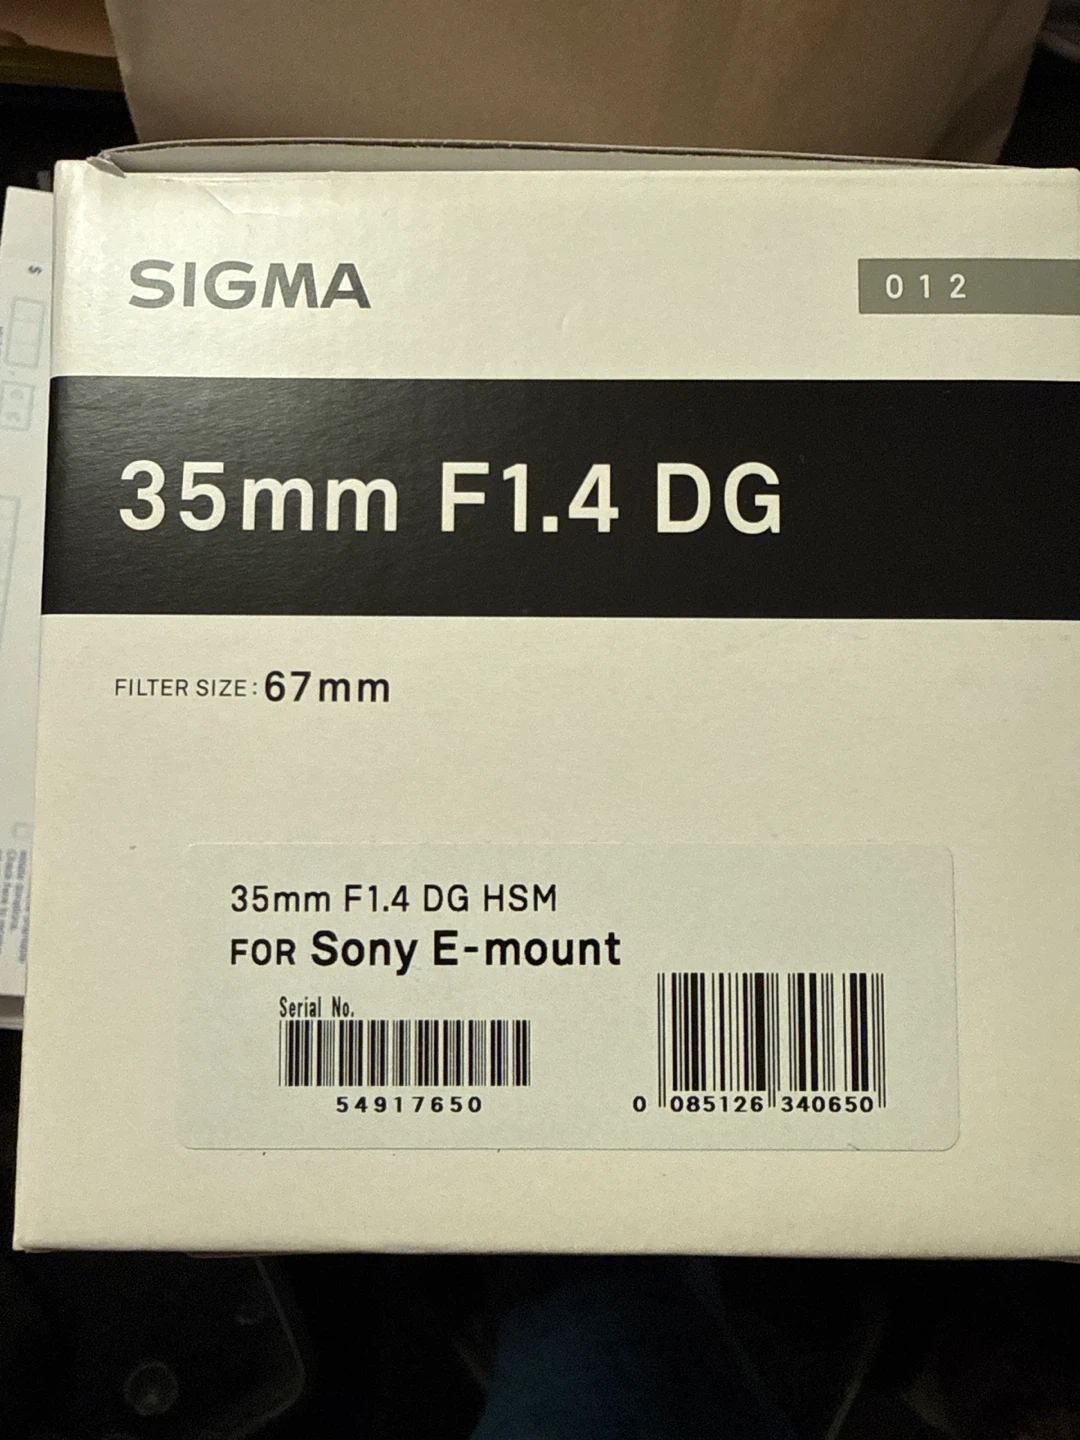 SIGMA
012
35mm F1.4 DG
FILTER SIZE: 67mm
35mm F1.4 DG HSM
FOR Sony E-mount
Serial No.
54917650
0 085126 340650
$